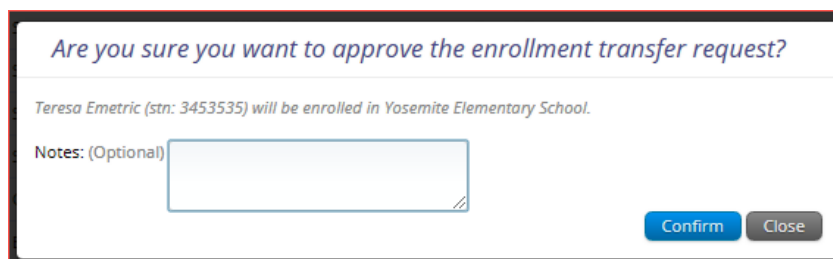 Are you sure you want to approve the enrollment transfer request?
Teresa Emetric (stn: 3453535) will be enrolled in Yosemite Elementary School.
Notes: (Optional)
Confirm Close